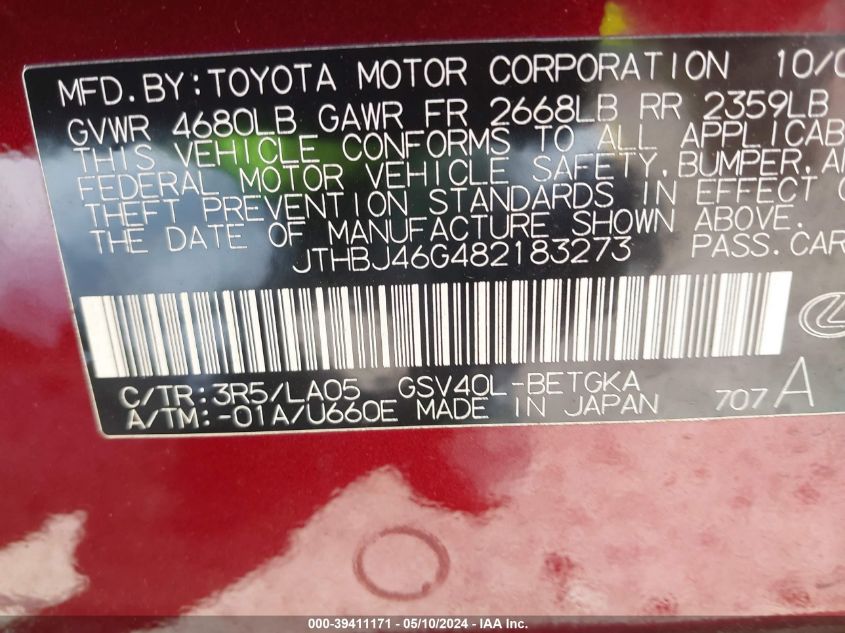 MFD.BY:TOYOTA MOTOR CORPORATION 10/0
GVWR 4680LB GAWR FR 2668LB RR 2359LB
THIS VEHICLE CONFORMS TO ALL APPLICAB
FEDERAL MOTOR VEHICLE SAFETY,BUMPER,AN
THEFT PREVENTION STANDARDS IN EFFECT O
THE DATE OF MANUFACTURE SHOWN ABOVE.
JTHBJ46G482183273 PASS.CAR
C/TR:3R5/LA05 GSV40L-BETGKA
A/TM:-01A/U660E MADE IN JAPAN 707 A
000-39411171 — 05/10/2024 — IAA Inc.